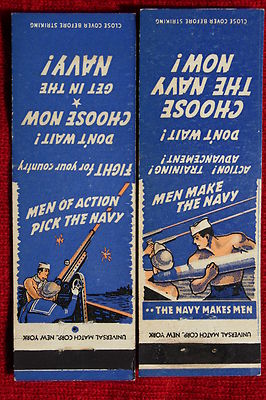 CLOSE COVER BEFORE STRIKING
NAVY!
GET IN THE
CHOOSE NOW
DON'T WAIT!
FIGHT for your country
MEN OF ACTION
PICK THE NAVY
UNIVERSAL MATCH CORP., NEW YORK
CLOSE COVER BEFORE STRIKING
NOW!
THE NAVY
CHOOSE
DON'T WAIT!
ADVANCEMENT!
ACTION! TRAINING!
MEN MAKE
THE NAVY
•• THE NAVY MAKES MEN
UNIVERSAL MATCH CORP., NEW YORK